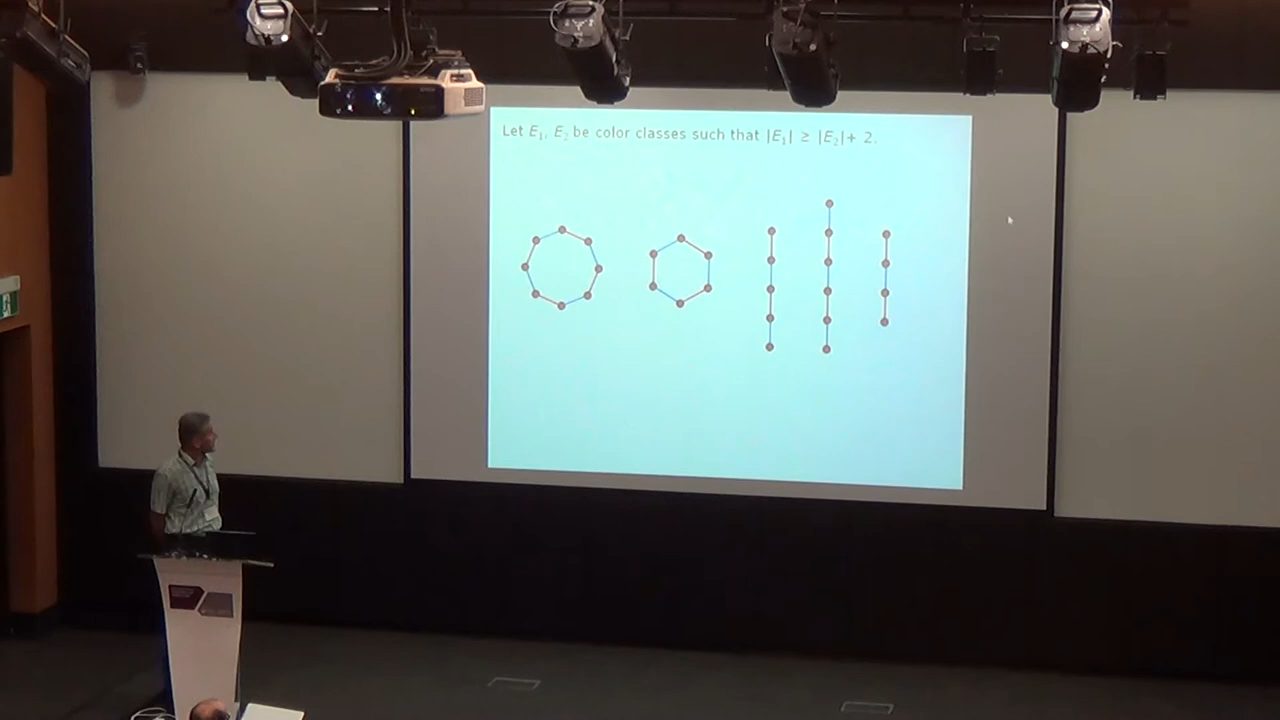 Let E₁, E₂ be color classes such that |E₁| ≥ |E₂|+ 2.